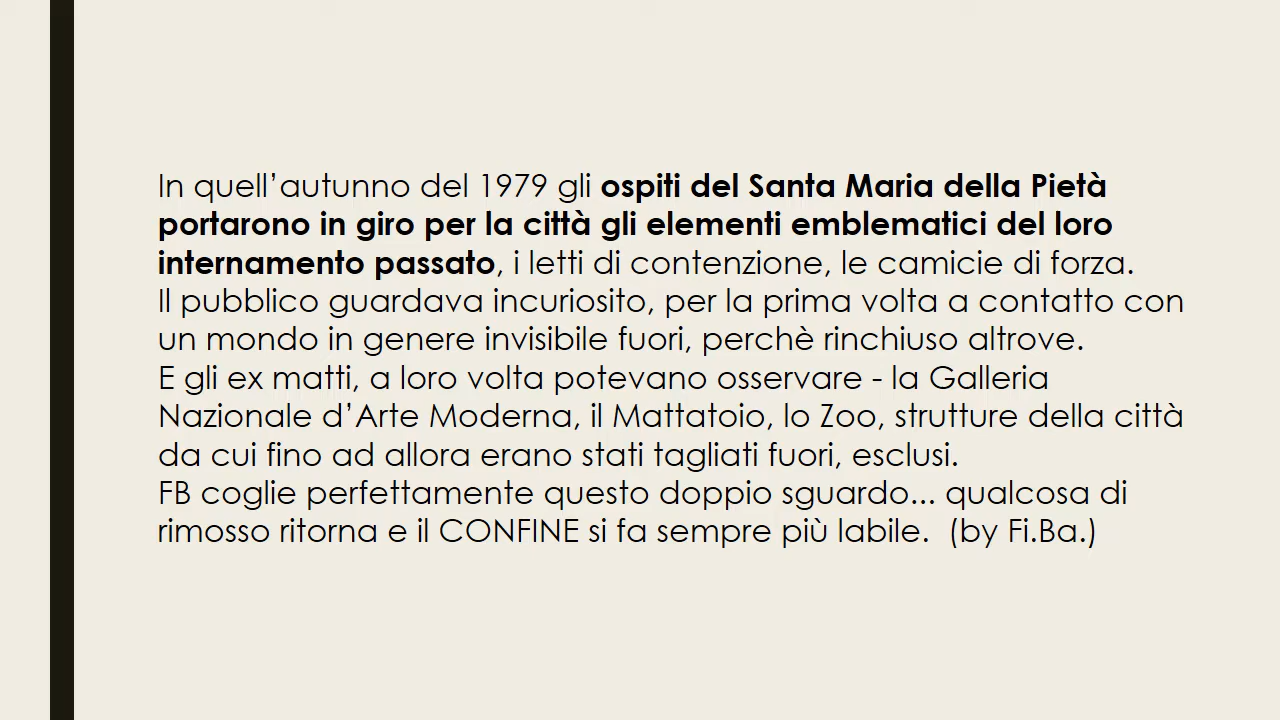 In quell’autunno del 1979 gli ospiti del Santa Maria della Pietà
portarono in giro per la città gli elementi emblematici del loro
internamento passato, i letti di contenzione, le camicie di forza.
Il pubblico guardava incuriosito, per la prima volta a contatto con
un mondo in genere invisibile fuori, perchè rinchiuso altrove.
E gli ex matti, a loro volta potevano osservare - la Galleria
Nazionale d’Arte Moderna, il Mattatoio, lo Zoo, strutture della città
da cui fino ad allora erano stati tagliati fuori, esclusi.
FB coglie perfettamente questo doppio sguardo... qualcosa di
rimosso ritorna e il CONFINE si fa sempre più labile.  (by Fi.Ba.)